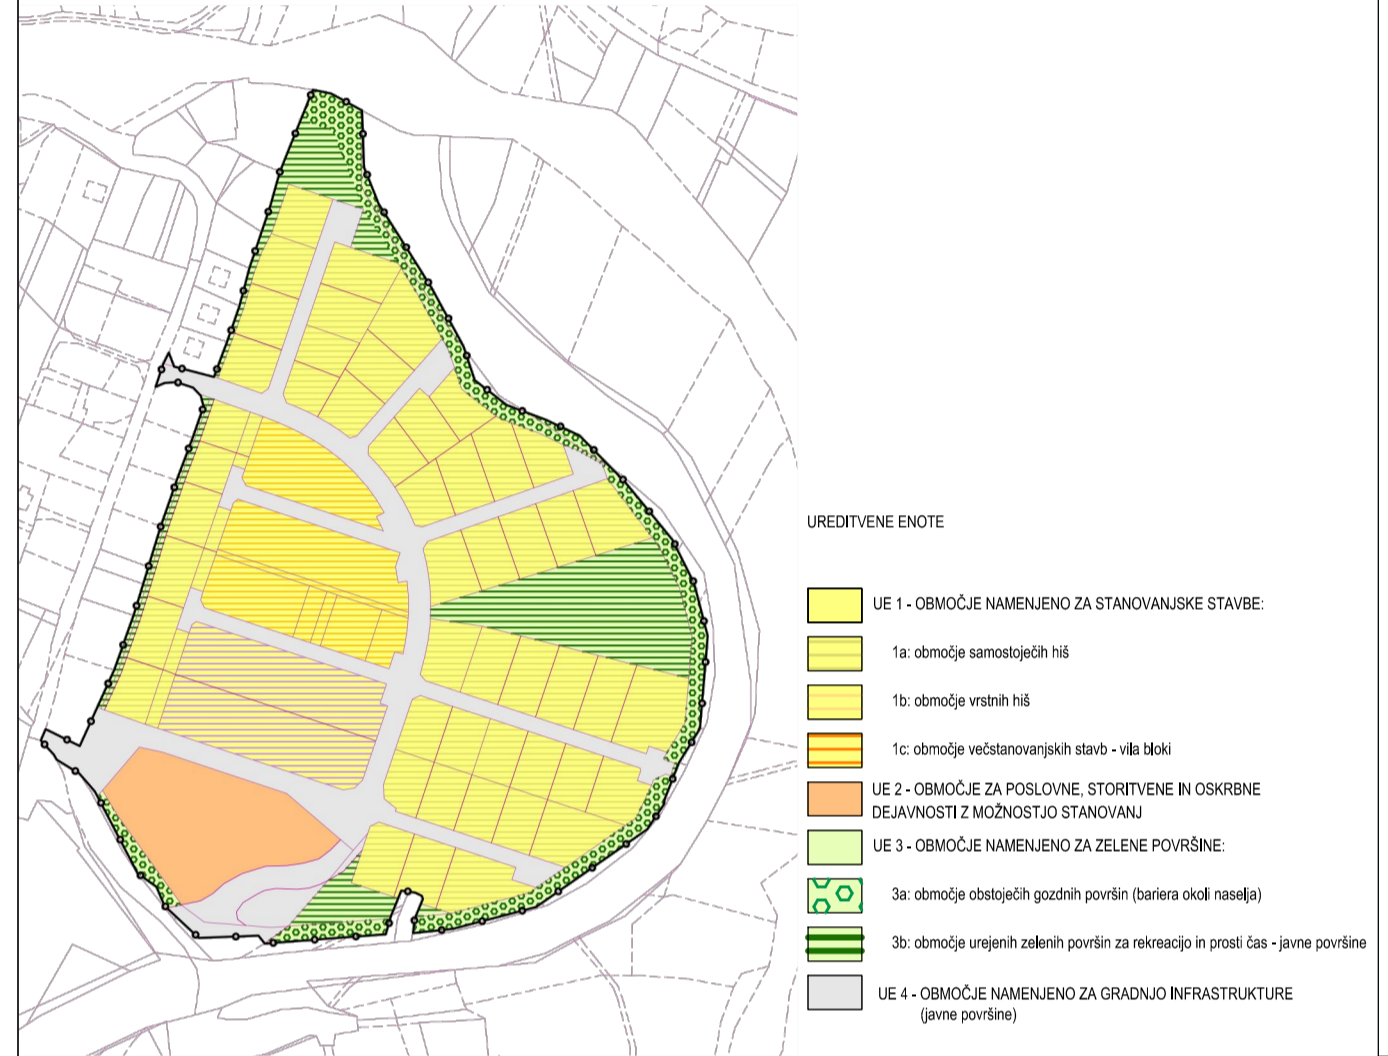 UREDITVENE ENOTE
UE 1 - OBMOČJE NAMENJENO ZA STANOVANJSKE STAVBE:
1a: območje samostoječih hiš
1b: območje vrstnih hiš
1c: območje večstanovanjskih stavb - vila bloki
UE 2 - OBMOČJE ZA POSLOVNE, STORITVENE IN OSKRBNE
DEJAVNOSTI Z MOŽNOSTJO STANOVANJ
UE 3 - OBMOČJE NAMENJENO ZA ZELENE POVRŠINE:
3a: območje obstoječih gozdnih površin (bariera okoli naselja)
3b: območje urejenih zelenih površin za rekreacijo in prosti čas - javne površine
UE 4 - OBMOČJE NAMENJENO ZA GRADNJO INFRASTRUKTURE
(javne površine)